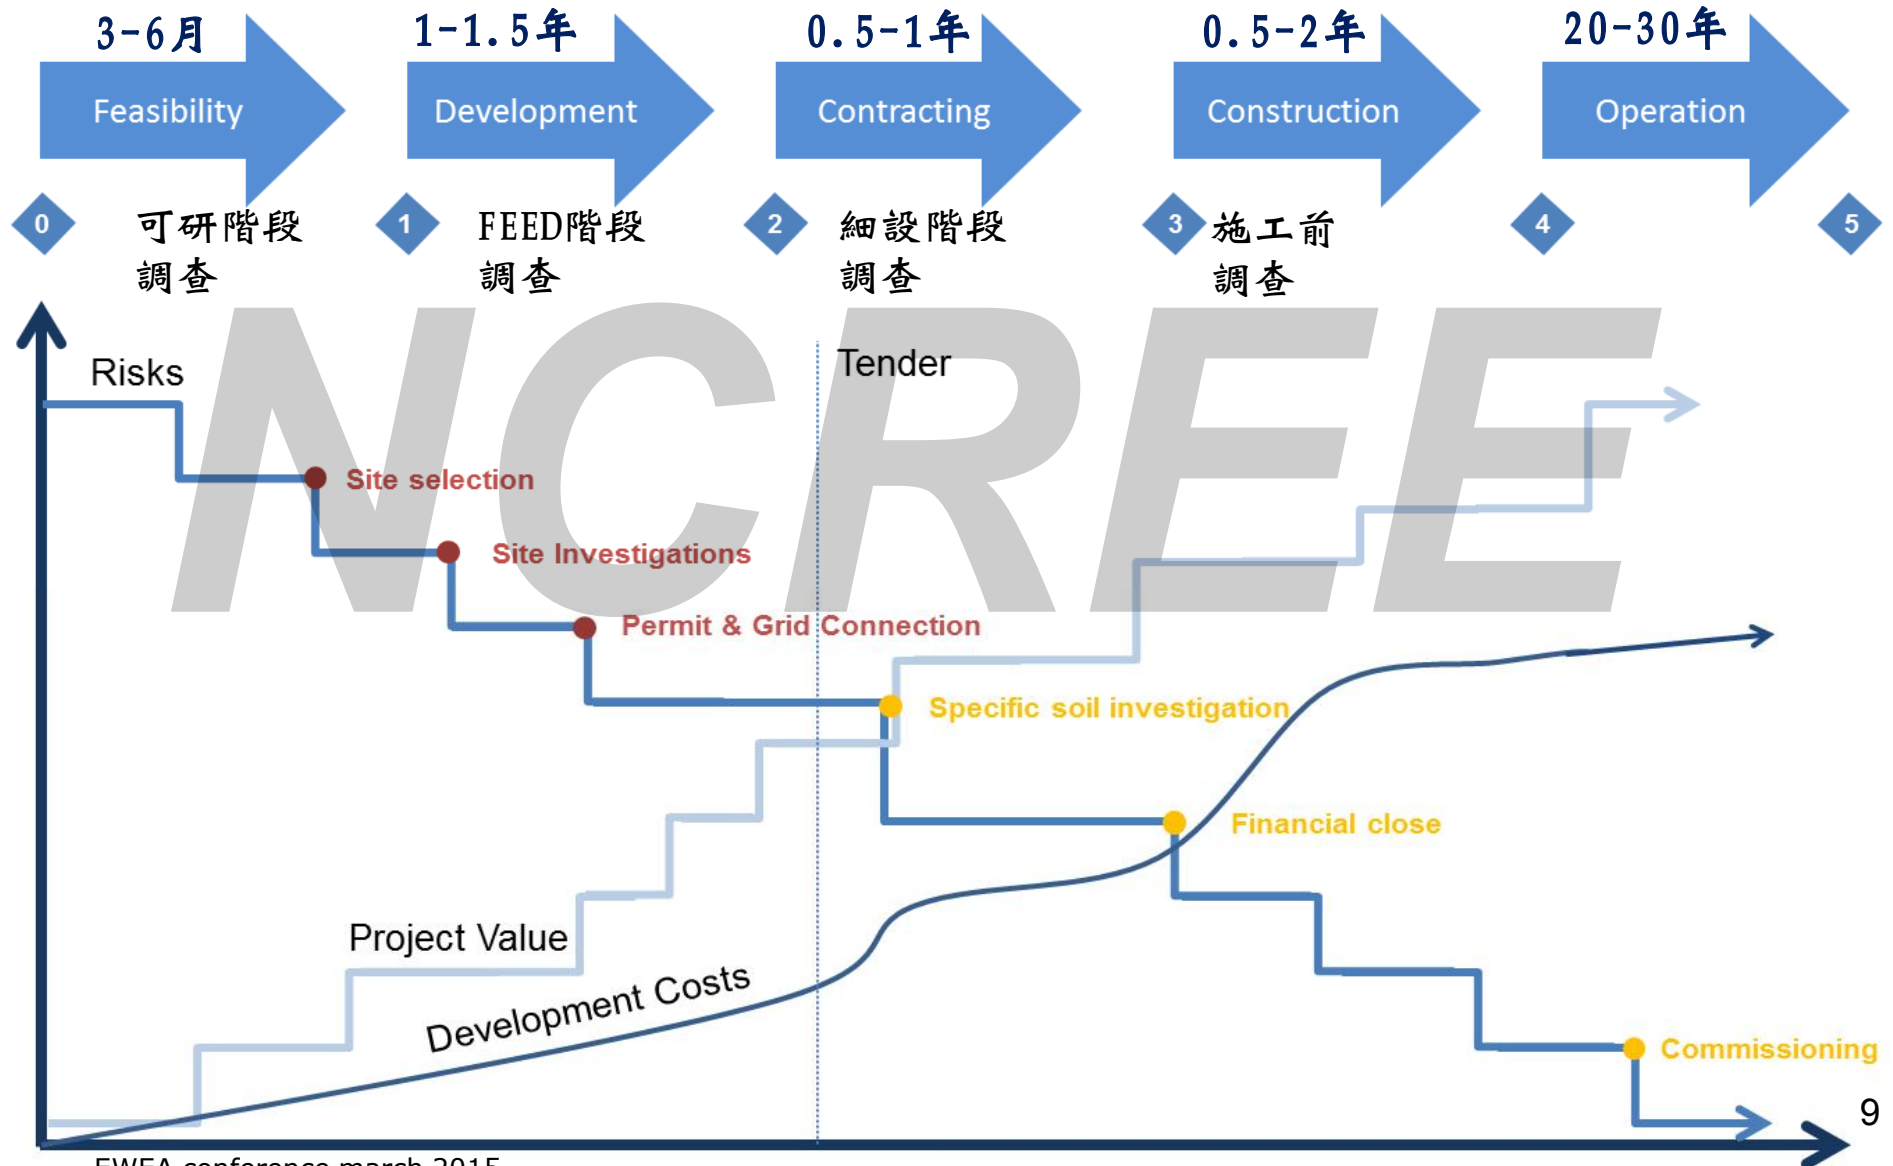 3-6月
1-1.5年
0.5-1年
0.5-2年
20-30年
Feasibility
Development
Contracting
Construction
Operation
0
可研階段
調查
1
FEED階段
調查
2
細設階段
調查
3
施工前
調查
4
5
NCREE
Risks
Tender
Site selection
Site Investigations
Permit & Grid Connection
Specific soil investigation
Financial close
Project Value
Development Costs
Commissioning
9
EWEA conference march 2015